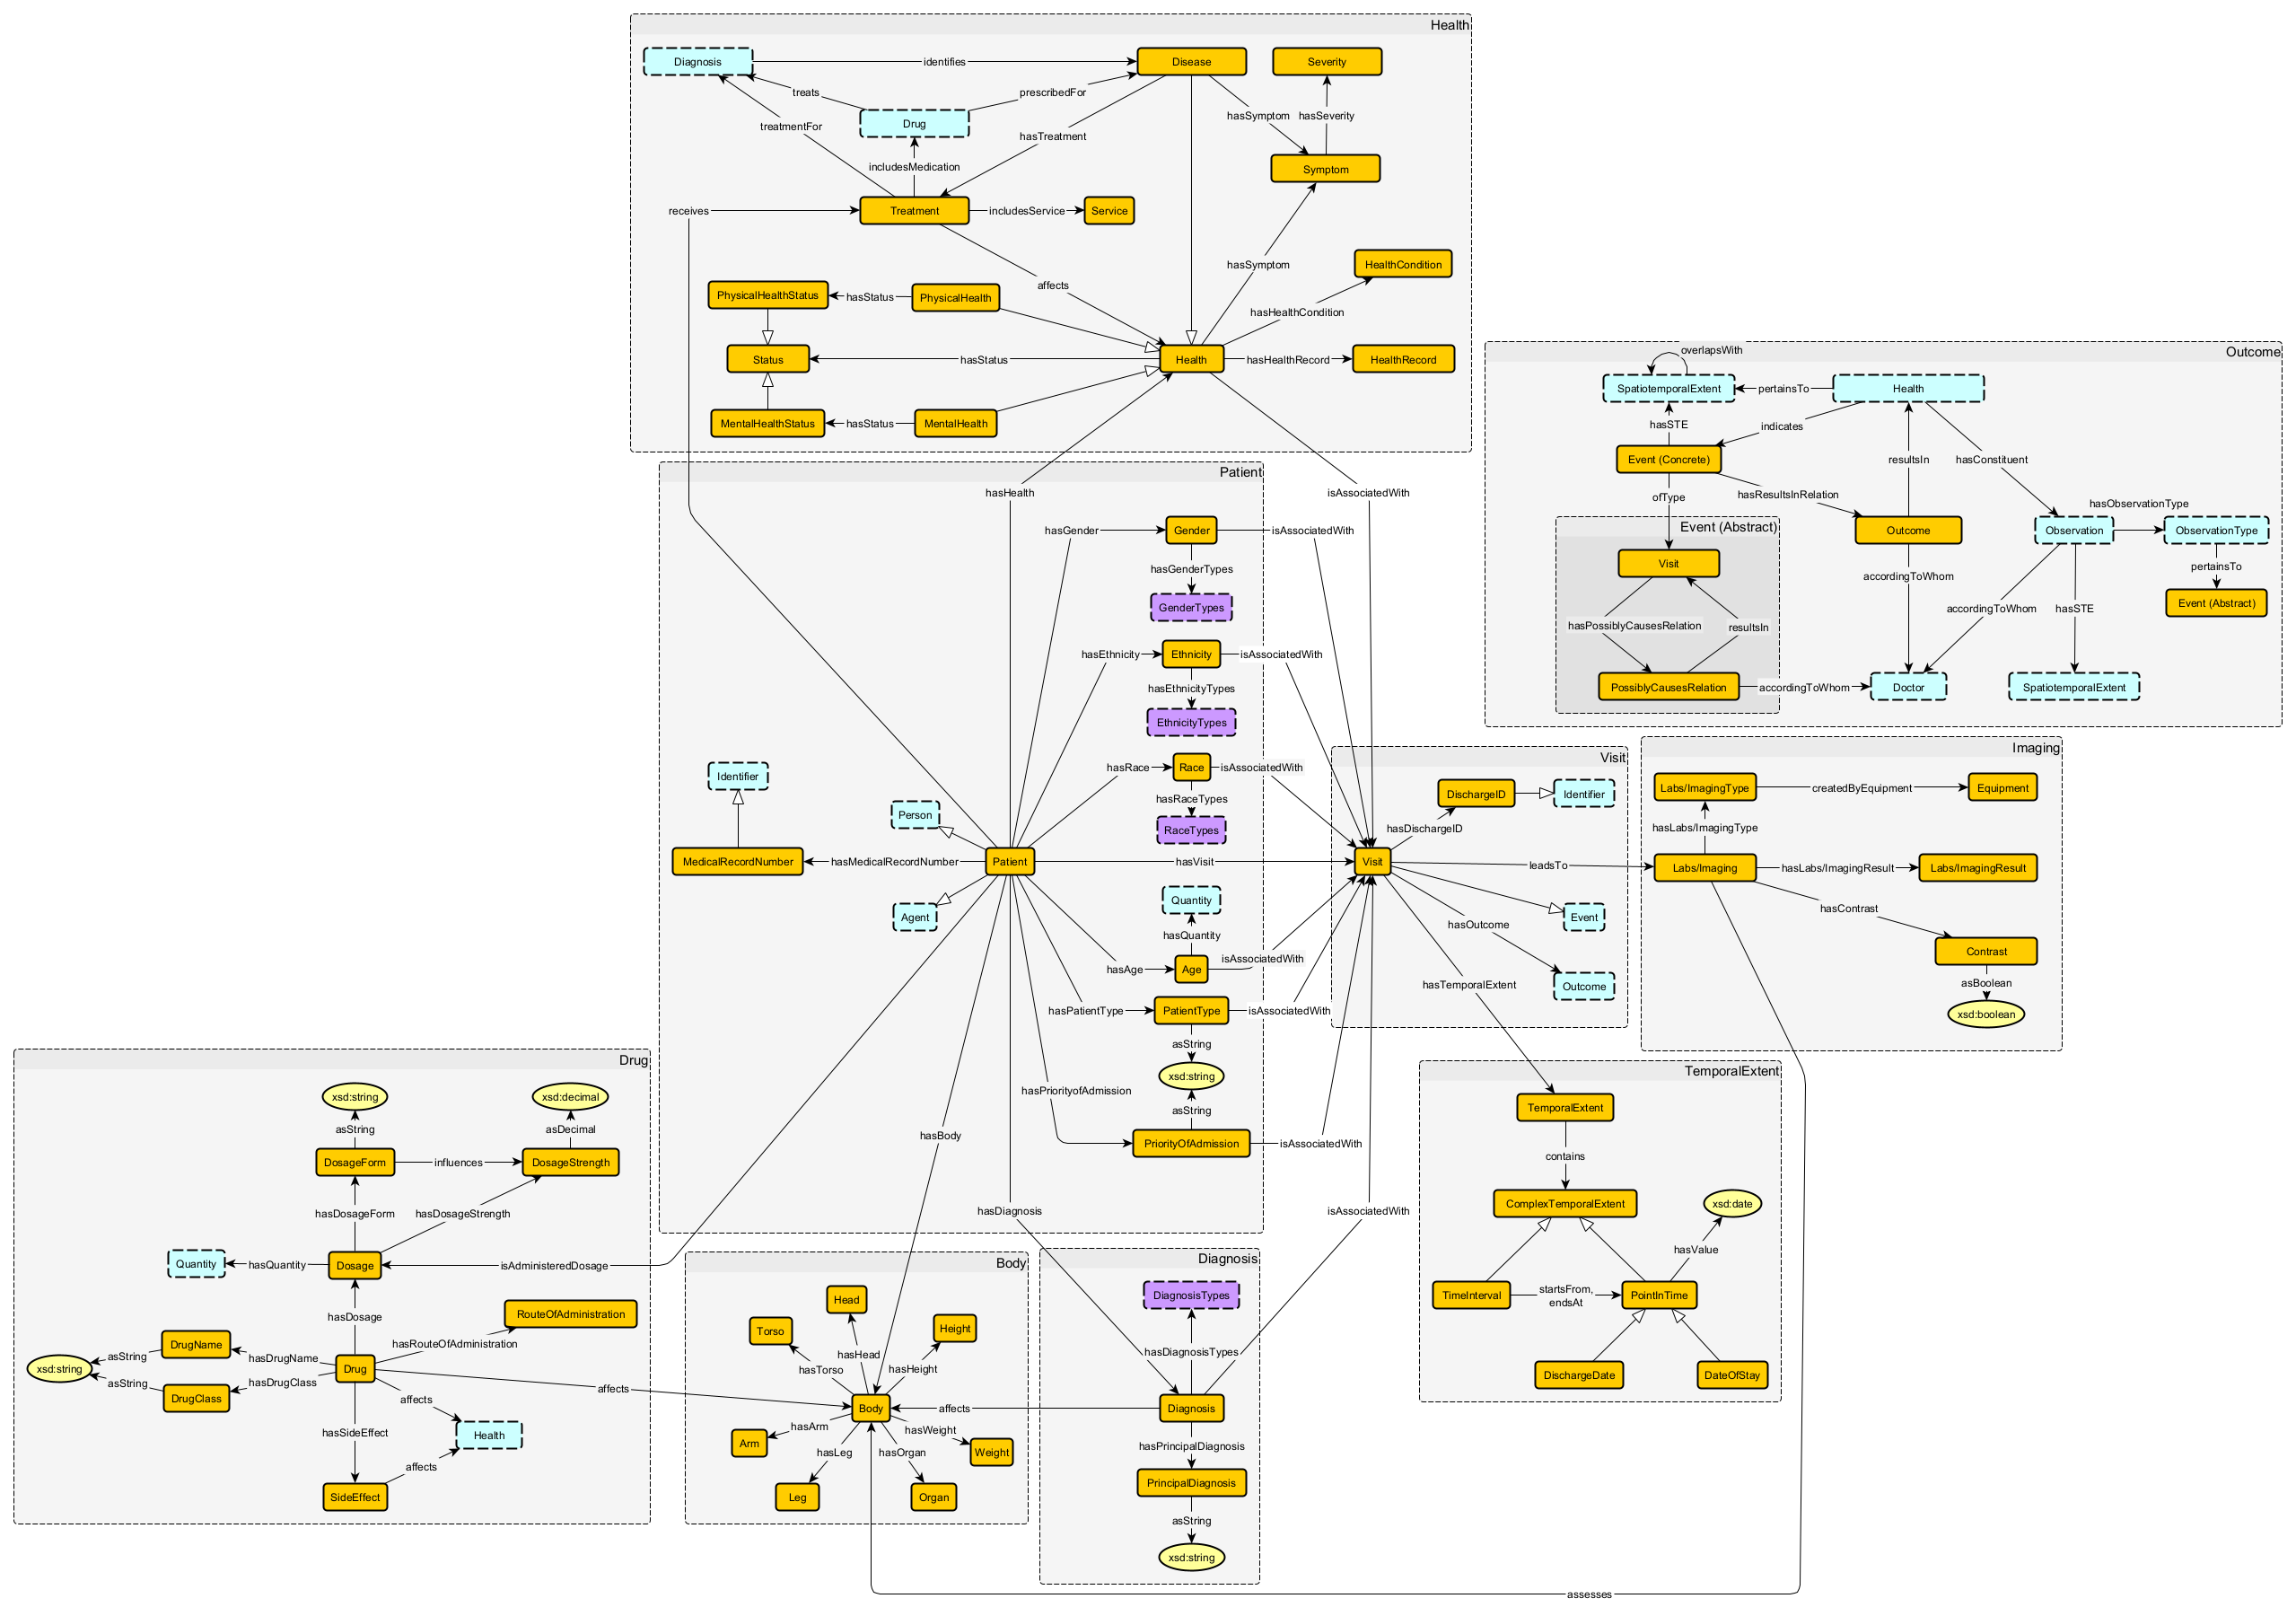 Health
Diagnosis
identifies
Disease
Severity
treats
prescribedFor
Drug
treatmentFor
hasTreatment
hasSymptom
hasSeverity
includesMedication
Symptom
receives
Treatment
includesService
Service
hasSymptom
HealthCondition
affects
PhysicalHealthStatus
hasStatus
PhysicalHealth
hasHealthCondition
Status
hasStatus
Health
hasHealthRecord
HealthRecord
MentalHealthStatus
hasStatus
MentalHealth
Outcome
overlapsWith
SpatiotemporalExtent
pertainsTo
Health
hasSTE
indicates
Event (Concrete)
resultsIn
hasConstituent
ofType
hasResultsInRelation
hasObservationType
Event (Abstract)
Outcome
Observation
ObservationType
Visit
pertainsTo
accordingToWhom
Event (Abstract)
hasPossiblyCausesRelation
resultsIn
accordingToWhom
hasSTE
PossiblyCausesRelation
accordingToWhom
Doctor
SpatiotemporalExtent
Patient
hasHealth
isAssociatedWith
hasGender
Gender
isAssociatedWith
hasGenderTypes
GenderTypes
hasEthnicity
Ethnicity
isAssociatedWith
hasEthnicityTypes
EthnicityTypes
hasRace
Race
isAssociatedWith
hasRaceTypes
RaceTypes
Identifier
Person
MedicalRecordNumber
hasMedicalRecordNumber
Patient
hasVisit
Agent
Quantity
hasQuantity
hasAge
Age
isAssociatedWith
hasPatientType
PatientType
isAssociatedWith
asString
xsd:string
hasPriorityofAdmission
asString
PriorityOfAdmission
isAssociatedWith
hasBody
hasDiagnosis
isAssociatedWith
Visit
DischargeID
Identifier
hasDischargeID
Visit
leadsTo
Event
hasOutcome
hasTemporalExtent
Outcome
Imaging
Labs/ImagingType
createdByEquipment
Equipment
hasLabs/ImagingType
Labs/Imaging
hasLabs/ImagingResult
Labs/ImagingResult
hasContrast
Contrast
asBoolean
xsd:boolean
TemporalExtent
TemporalExtent
contains
ComplexTemporalExtent
xsd:date
hasValue
TimeInterval
startsFrom,
endsAt
PointInTime
DischargeDate
DateOfStay
Drug
xsd:string
xsd:decimal
asString
asDecimal
DosageForm
influences
DosageStrength
hasDosageForm
hasDosageStrength
Quantity
hasQuantity
Dosage
isAdministeredDosage
hasDosage
RouteOfAdministration
DrugName
hasRouteOfAdministration
asString
hasDrugName
xsd:string
Drug
asString
hasDrugClass
DrugClass
affects
affects
hasSideEffect
Health
affects
SideEffect
Body
Head
Torso
Height
hasHead
hasTorso
hasHeight
Body
hasArm
hasWeight
Arm
hasLeg
hasOrgan
Weight
Leg
Organ
Diagnosis
DiagnosisTypes
hasDiagnosisTypes
affects
Diagnosis
hasPrincipalDiagnosis
PrincipalDiagnosis
asString
xsd:string
assesses